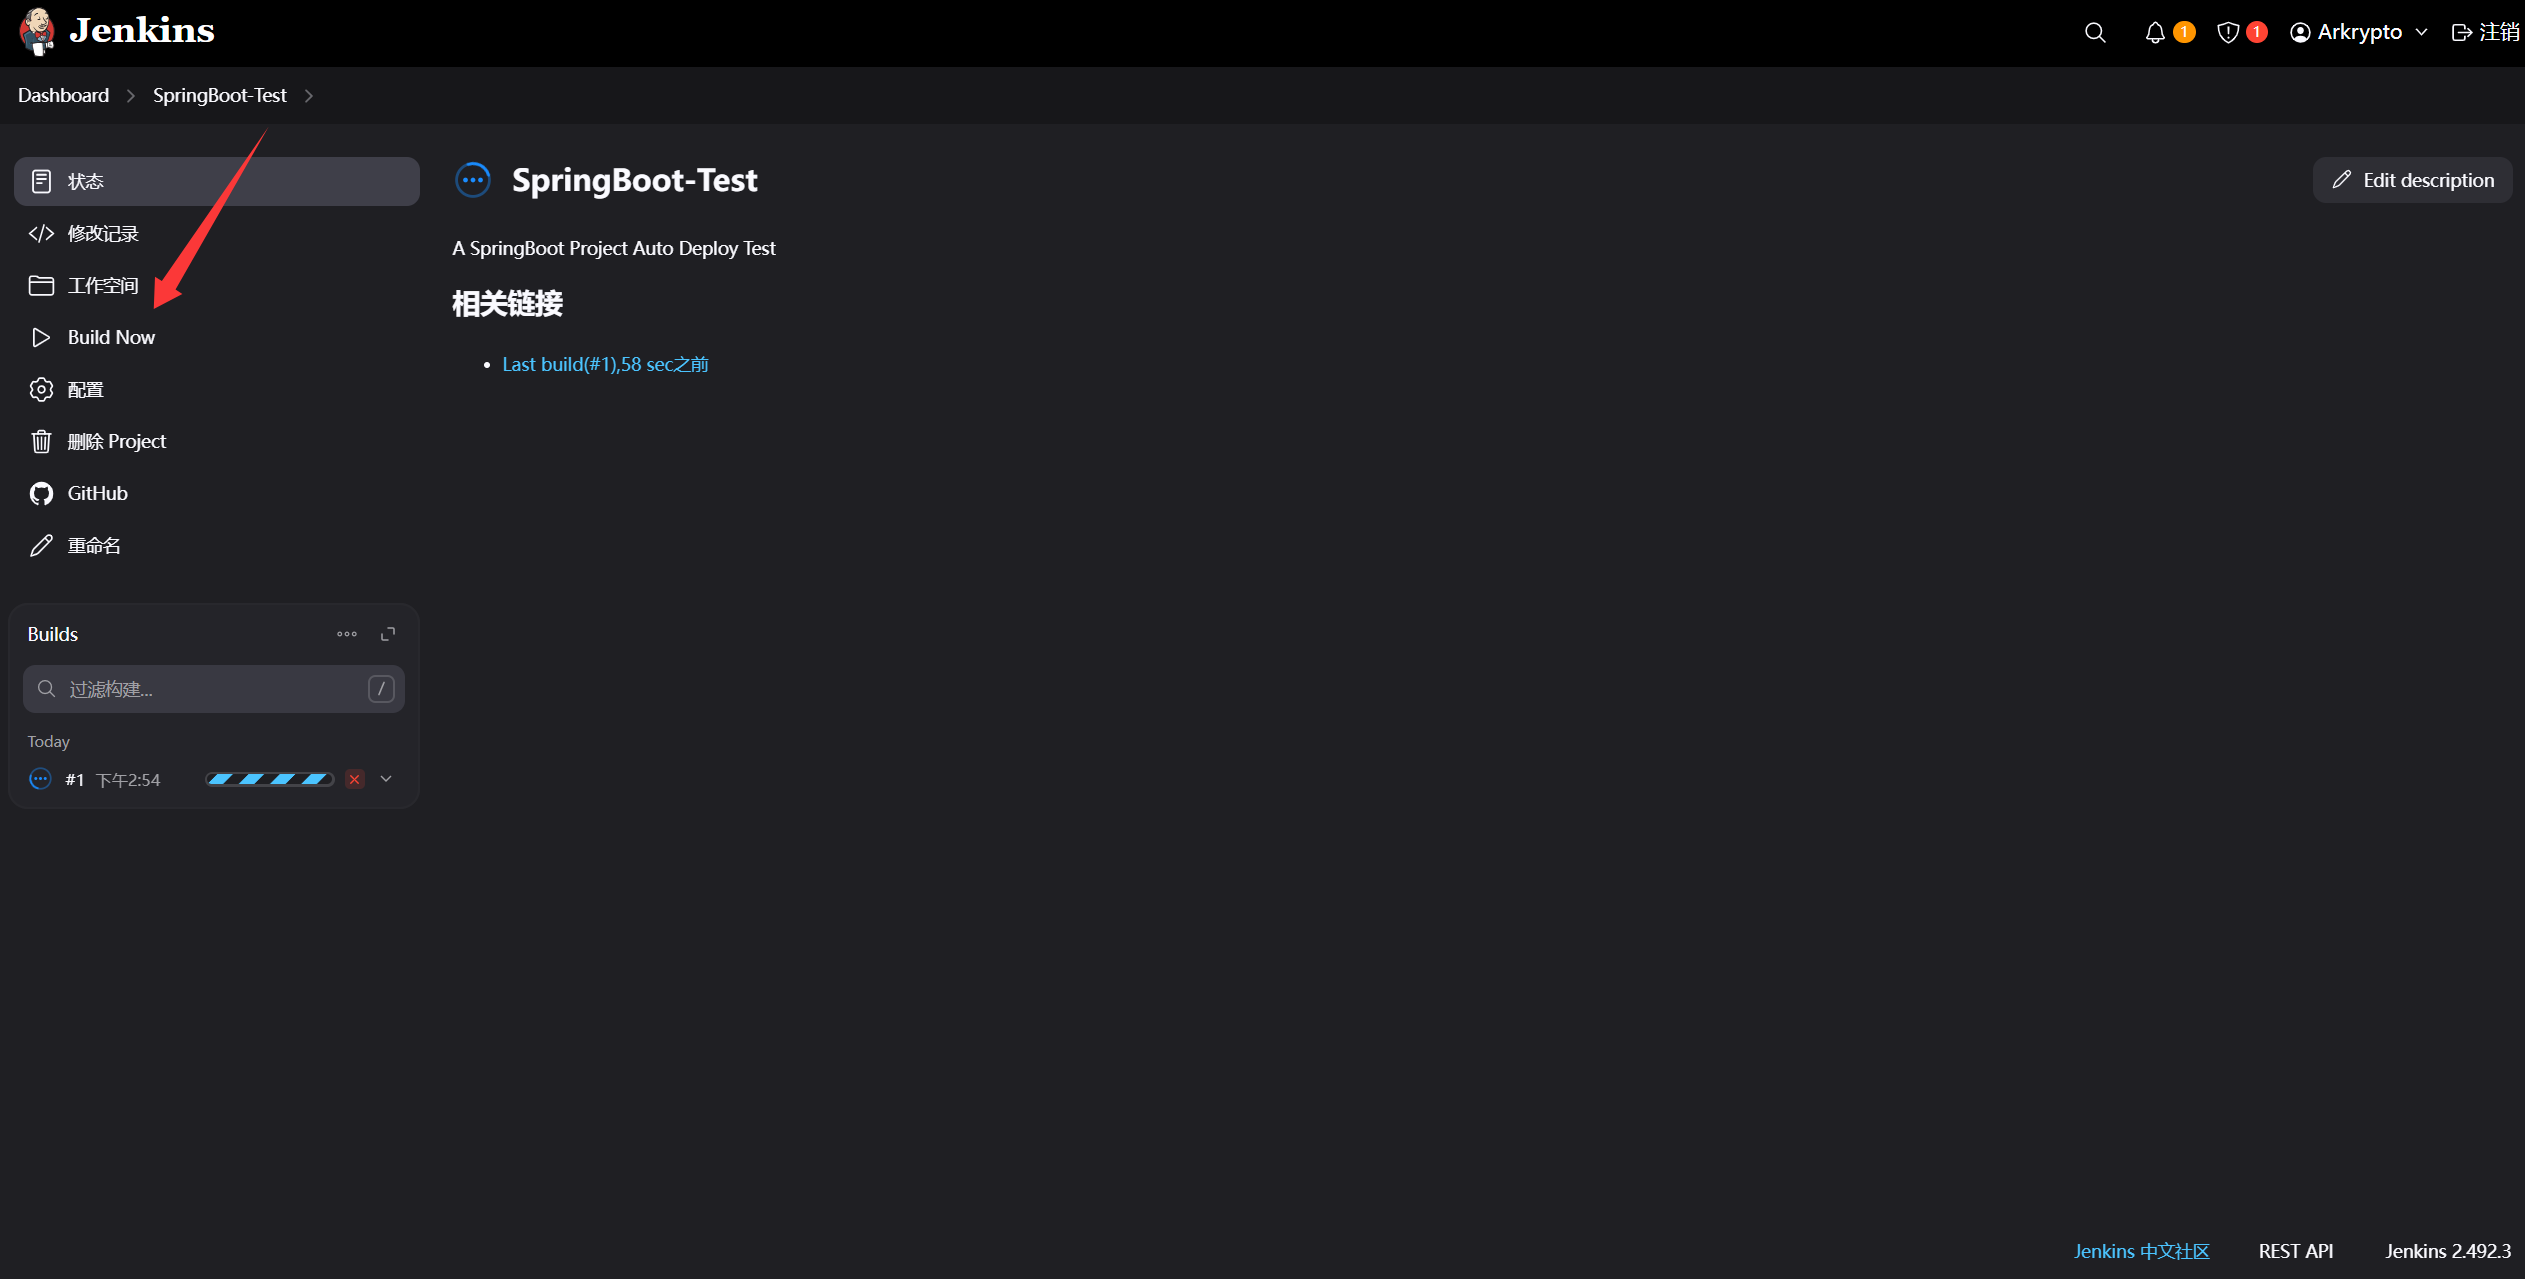 Jenkins
1
1
Arkrypto
注销
Dashboard
SpringBoot-Test
状态
修改记录
工作空间
Build Now
配置
删除 Project
GitHub
重命名
Builds
过滤构建...
/
Today
#1 下午2:54
SpringBoot-Test
Edit description
A SpringBoot Project Auto Deploy Test
相关链接
Last build(#1),58 sec之前
Jenkins 中文社区
REST API
Jenkins 2.492.3